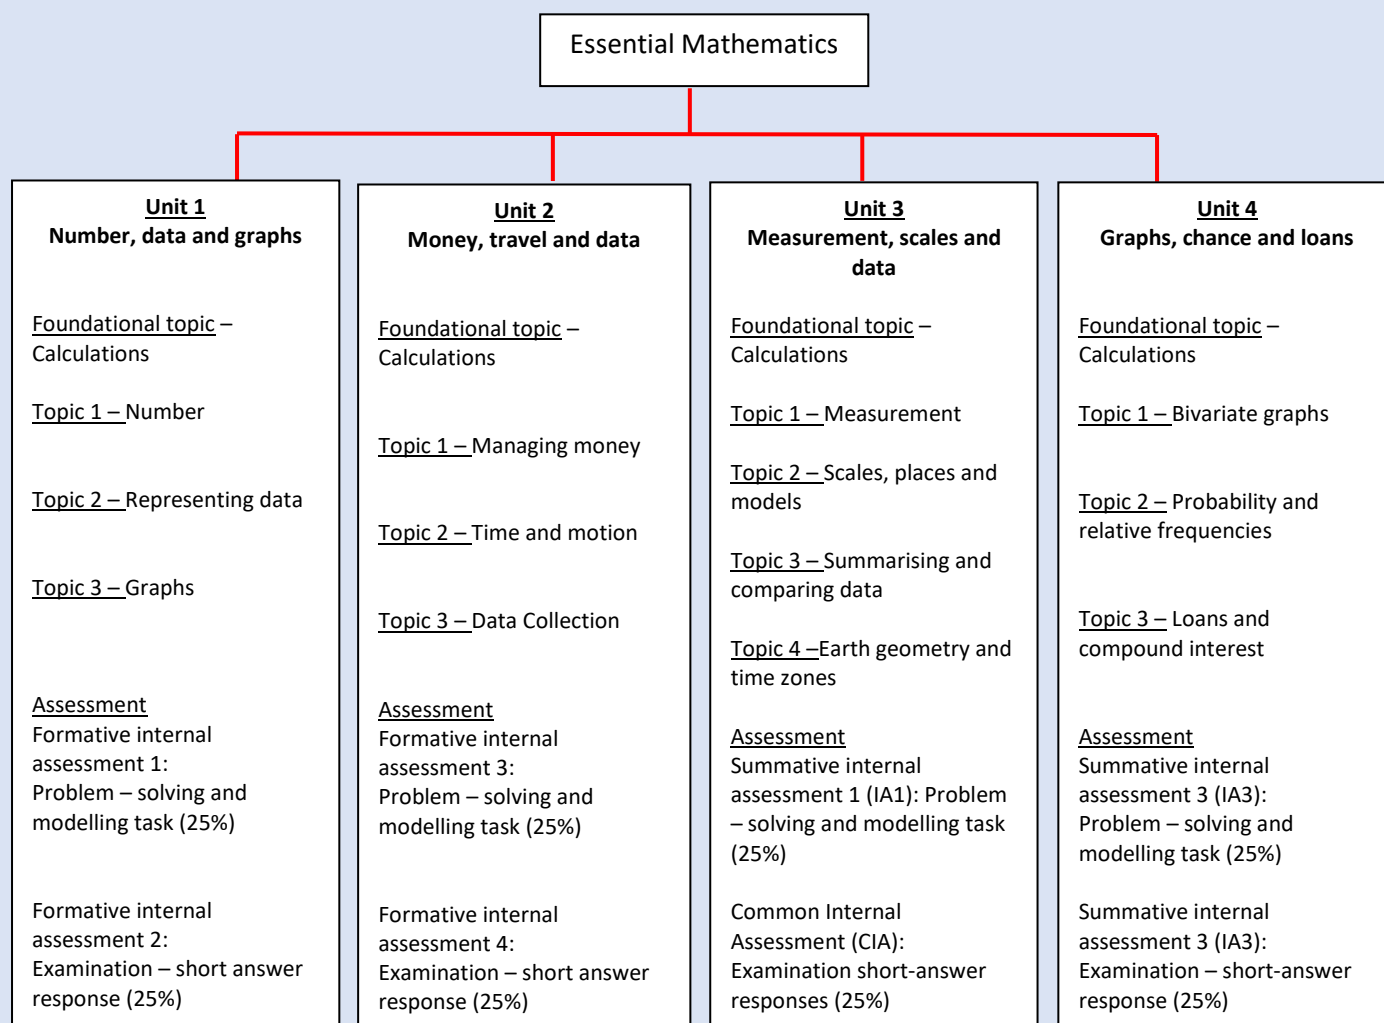 Essential Mathematics
Unit 1
Number, data and graphs
Foundational topic –
Calculations
Topic 1 – Number
Topic 2 – Representing data
Topic 3 – Graphs
Assessment
Formative internal
assessment 1:
Problem – solving and
modelling task (25%)
Formative internal
assessment 2:
Examination – short answer
response (25%)
Unit 2
Money, travel and data
Foundational topic –
Calculations
Topic 1 – Managing money
Topic 2 – Time and motion
Topic 3 – Data Collection
Assessment
Formative internal
assessment 3:
Problem – solving and
modelling task (25%)
Formative internal
assessment 4:
Examination – short answer
response (25%)
Unit 3
Measurement, scales and
data
Foundational topic –
Calculations
Topic 1 – Measurement
Topic 2 – Scales, places and
models
Topic 3 – Summarising and
comparing data
Topic 4 –Earth geometry and
time zones
Assessment
Summative internal
assessment 1 (IA1): Problem
– solving and modelling task
(25%)
Common Internal
Assessment (CIA):
Examination short-answer
responses (25%)
Unit 4
Graphs, chance and loans
Foundational topic –
Calculations
Topic 1 – Bivariate graphs
Topic 2 – Probability and
relative frequencies
Topic 3 – Loans and
compound interest
Assessment
Summative internal
assessment 3 (IA3):
Problem – solving and
modelling task (25%)
Summative internal
assessment 3 (IA3):
Examination – short-answer
response (25%)